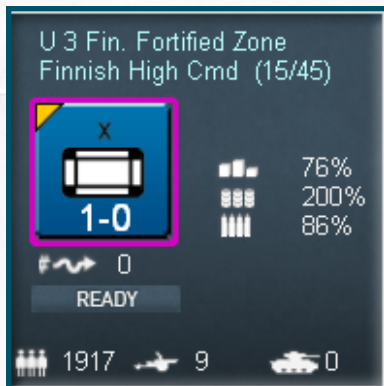 U 3 Fin. Fortified Zone
Finnish High Cmd (15/45)
X
1-0
76%
200%
86%
0
READY
1917 9 0